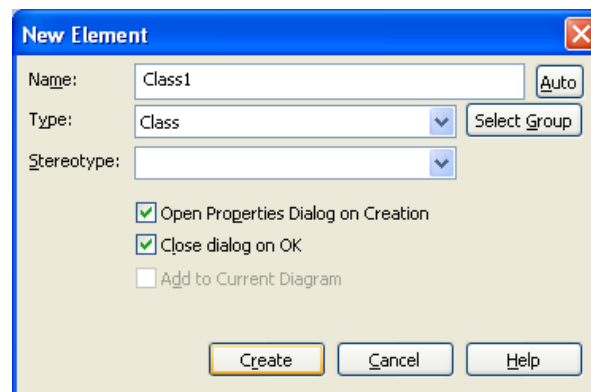 New Element
Name: Class1 Auto
Type: Class Select Group
Stereotype:
Open Properties Dialog on Creation
Close dialog on OK
Add to Current Diagram
Create Cancel Help